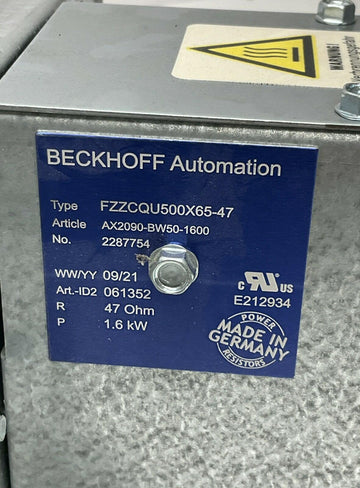 WARNING!
BECKHOFF Automation
Type FZZCQU500X65-47
Article AX2090-BW50-1600
No. 2287754
WW/YY 09/21
Art.-ID2 061352
R 47 Ohm
P 1.6 kW
c RU US
E212934
POWER
MADE IN
GERMANY
RESISTORS